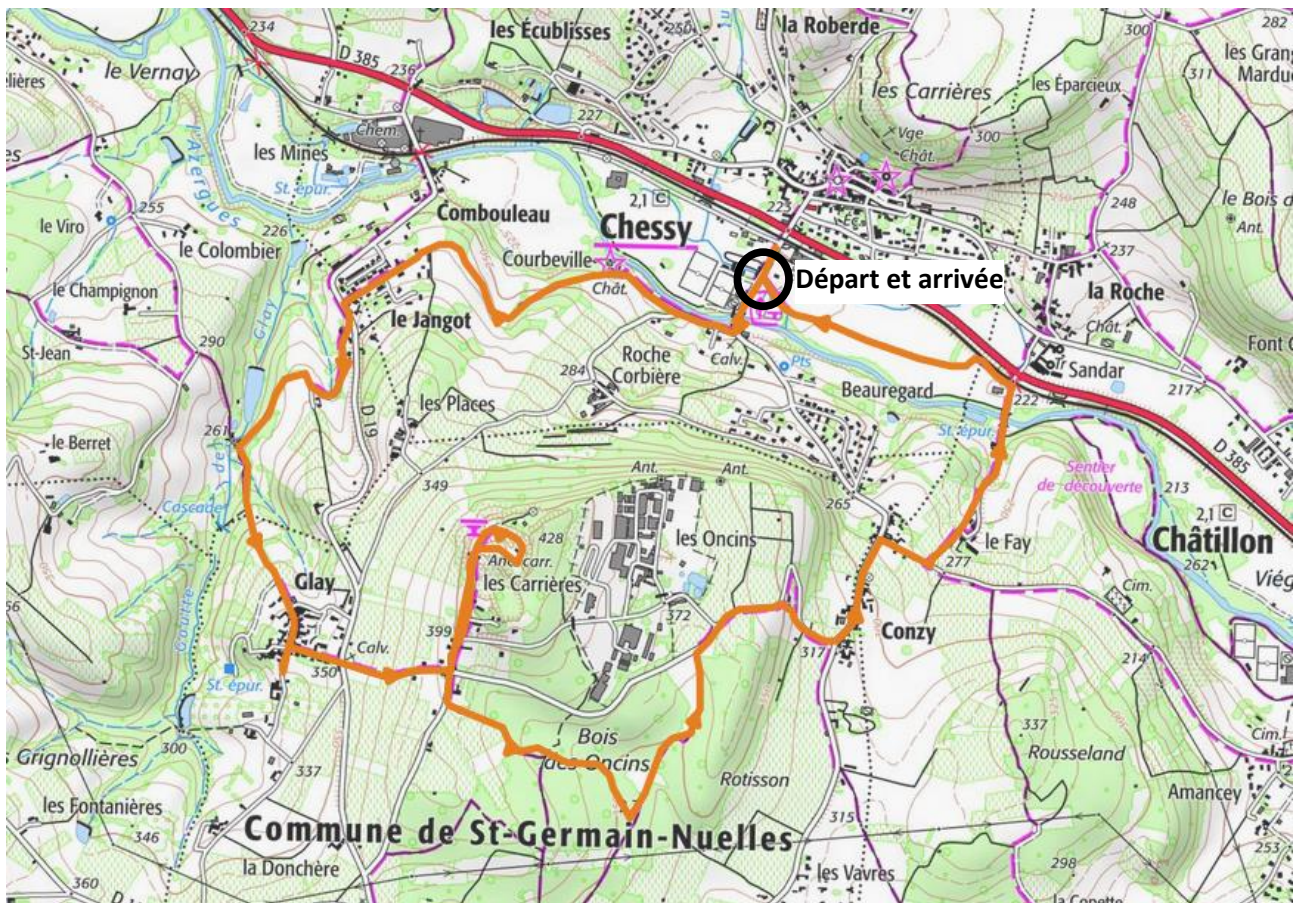 234
les Écublisses
250
la Roberde
300
282
le Vernay
D 385
236
les Grang
Mardue
311
elières
les Carrières
les Éparcieux
l'Azergues
Chem.
227
Vge
Chât.
300
les Mines
St. épur.
2,1 C
223
le Bois d
Ant.
255
le Viro
226
Combouleau
Chessy
248
le Colombier
Courbeville
Chât.
237
le Champignon
Glay
Départ et arrivée
la Roche
Chât.
St-Jean
290
le Jangot
Calv.
Pts
Font
Roche
Corbière
284
Sandar
217
Beauregard
222
les Places
D 19
St. épur.
D 385
261
le Berret
Ant.
Ant.
Sentier
de découverte
213
Cascade
349
265
2,1 C
428
les Oncins
le Fay
Châtillon
262
Anc. carr.
les Carrières
277
Viég
Glay
Cim.
372
Goutte de
399
Conzy
Calv.
317
214
St. épur.
350
337
Cim.
300
Bois
des Oncins
Rousseland
s Grignollières
337
Rotisson
les Fontanières
Amancey
346
Commune de St-Germain-Nuelles
315
253
la Donchère
298
360
les Vavres
la Conette